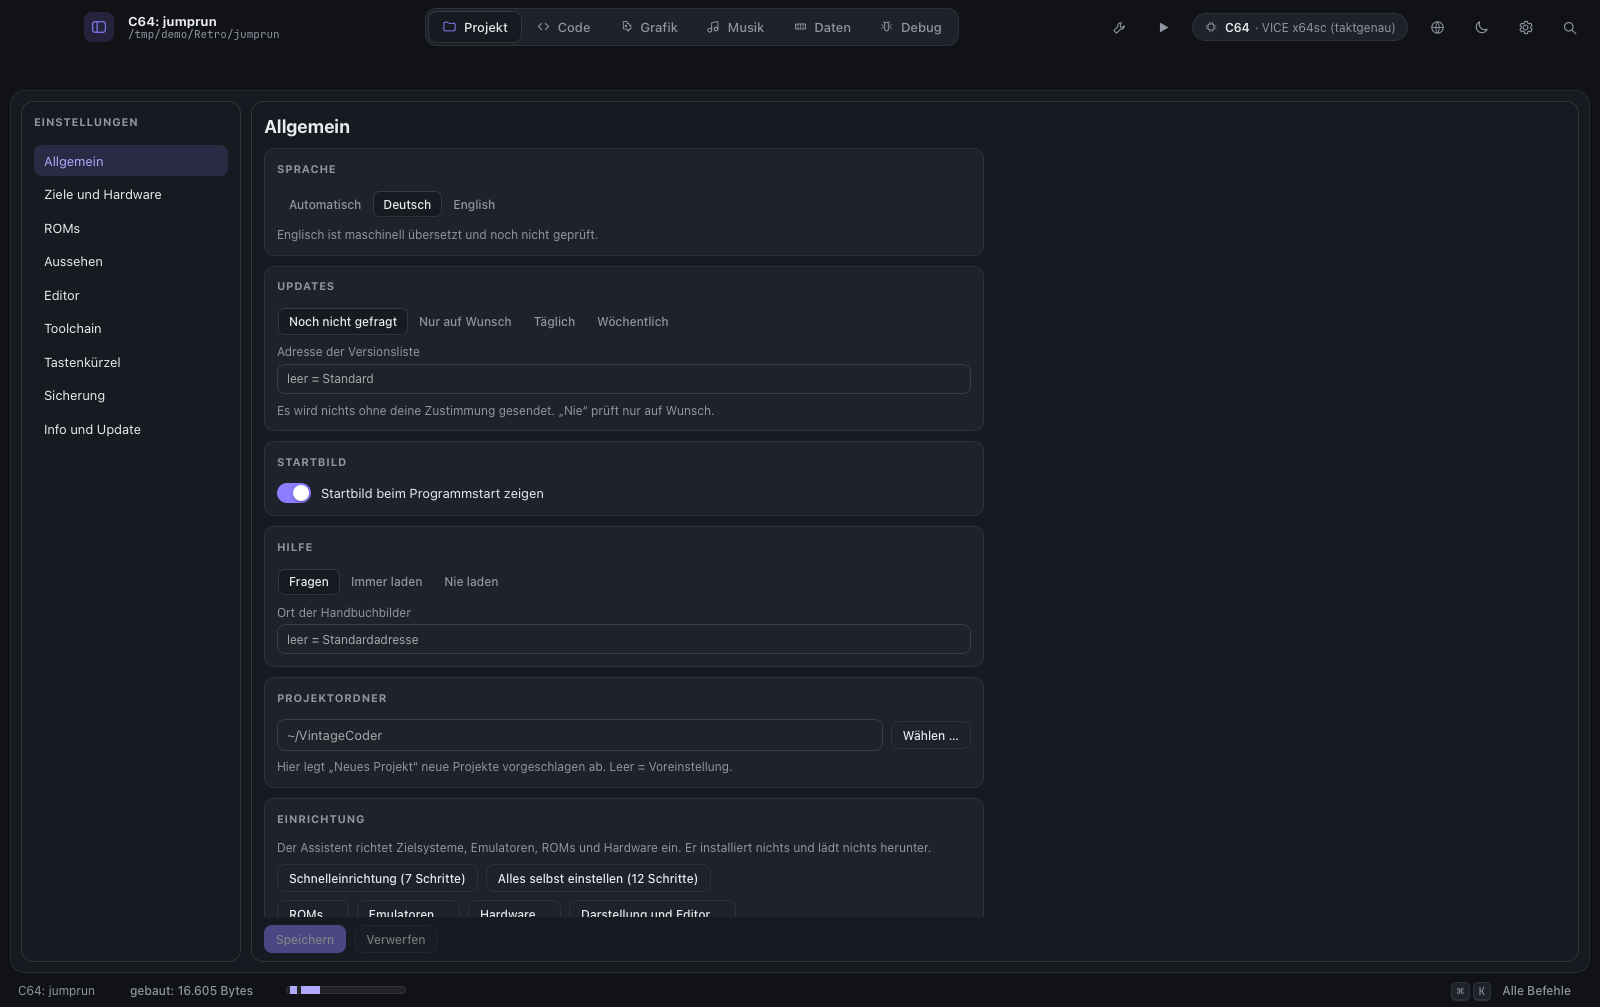 C64: jumprun
/tmp/demo/Retro/jumprun
Projekt
Code
Grafik
Musik
Daten
Debug
C64 · VICE x64sc (taktgenau)
EINSTELLUNGEN
Allgemein
Ziele und Hardware
ROMs
Aussehen
Editor
Toolchain
Tastenkürzel
Sicherung
Info und Update
Allgemein
SPRACHE
Automatisch
Deutsch
English
Englisch ist maschinell übersetzt und noch nicht geprüft.
UPDATES
Noch nicht gefragt
Nur auf Wunsch
Täglich
Wöchentlich
Adresse der Versionsliste
leer = Standard
Es wird nichts ohne deine Zustimmung gesendet. „Nie“ prüft nur auf Wunsch.
STARTBILD
Startbild beim Programmstart zeigen
HILFE
Fragen
Immer laden
Nie laden
Ort der Handbuchbilder
leer = Standardadresse
PROJEKTORDNER
~/VintageCoder
Wählen …
Hier legt „Neues Projekt“ neue Projekte vorgeschlagen ab. Leer = Voreinstellung.
EINRICHTUNG
Der Assistent richtet Zielsysteme, Emulatoren, ROMs und Hardware ein. Er installiert nichts und lädt nichts herunter.
Schnelleinrichtung (7 Schritte)
Alles selbst einstellen (12 Schritte)
ROMs
Emulatoren
Hardware
Darstellung und Editor
Speichern
Verwerfen
C64: jumprun
gebaut: 16.605 Bytes
⌘ K Alle Befehle